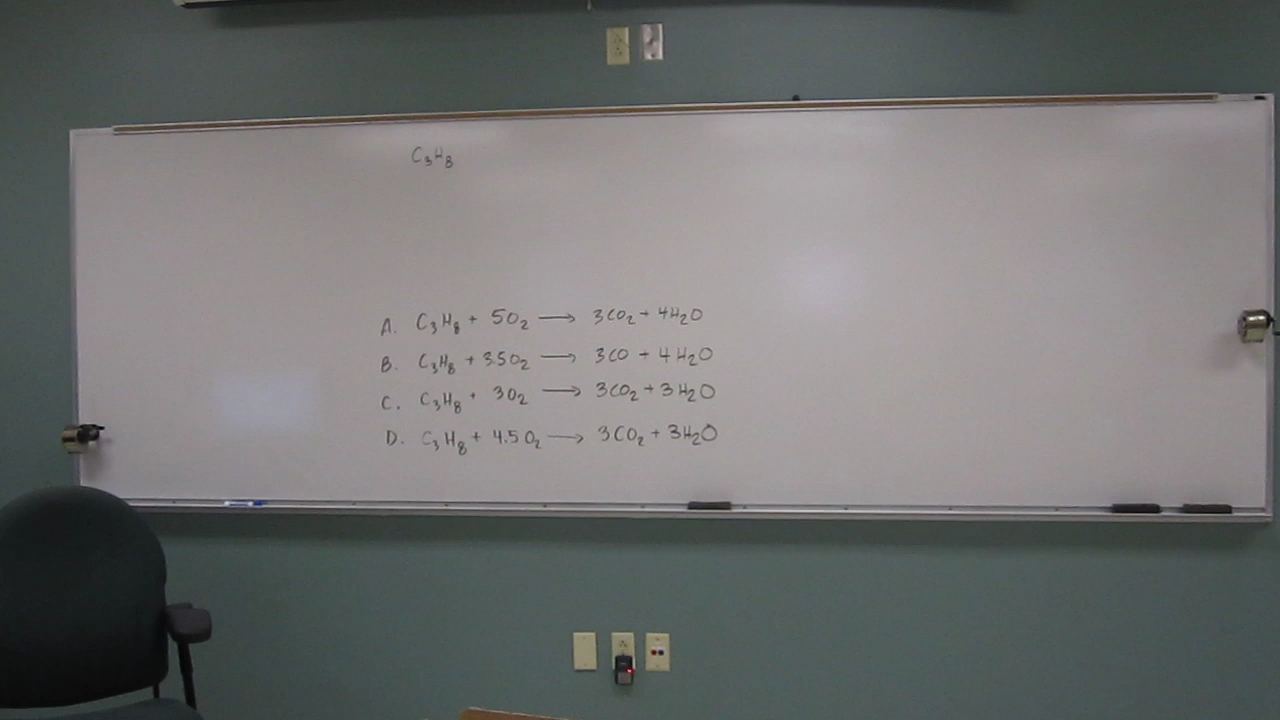 C₃H₈
A. C₃H₈ + 5O₂ ⟶ 3CO₂ + 4H₂O
B. C₃H₈ + 3.5O₂ ⟶ 3CO + 4H₂O
C. C₃H₈ + 3O₂ ⟶ 3CO₂ + 3H₂O
D. C₃H₈ + 4.5O₂ ⟶ 3CO₂ + 3H₂O